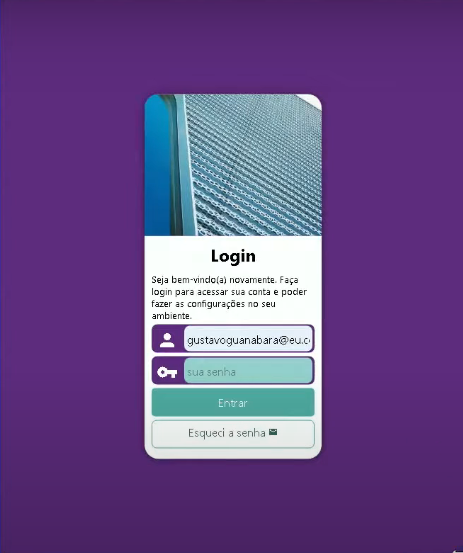 Login
Seja bem-vindo(a) novamente. Faça
login para acessar sua conta e poder
fazer as configurações no seu
ambiente.
gustavoguanabara@eu.c
sua senha
Entrar
Esqueci a senha